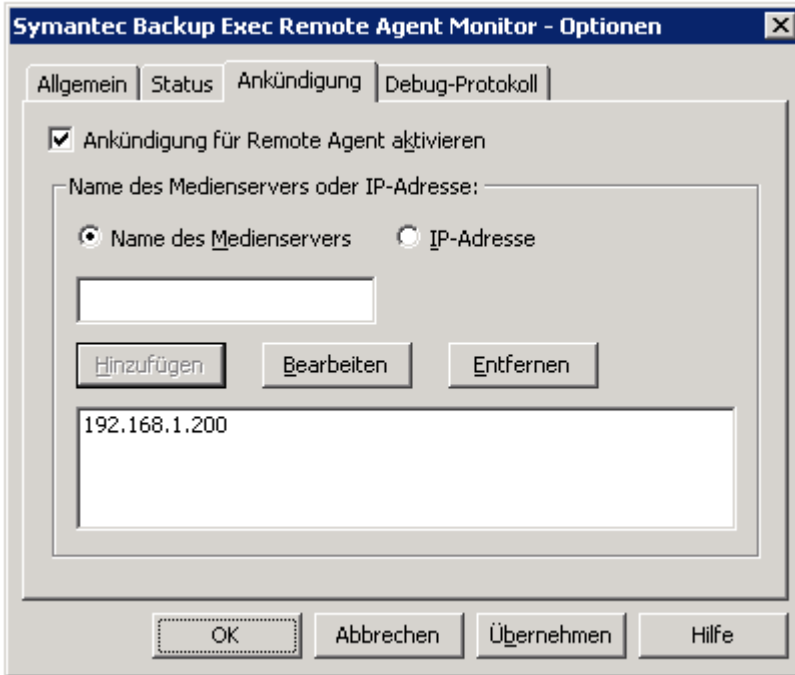 Symantec Backup Exec Remote Agent Monitor - Optionen
Allgemein Status Ankündigung Debug-Protokoll
Ankündigung für Remote Agent aktivieren
Name des Medienservers oder IP-Adresse:
Name des Medienservers IP-Adresse
Hinzufügen Bearbeiten Entfernen
192.168.1.200
OK Abbrechen Übernehmen Hilfe